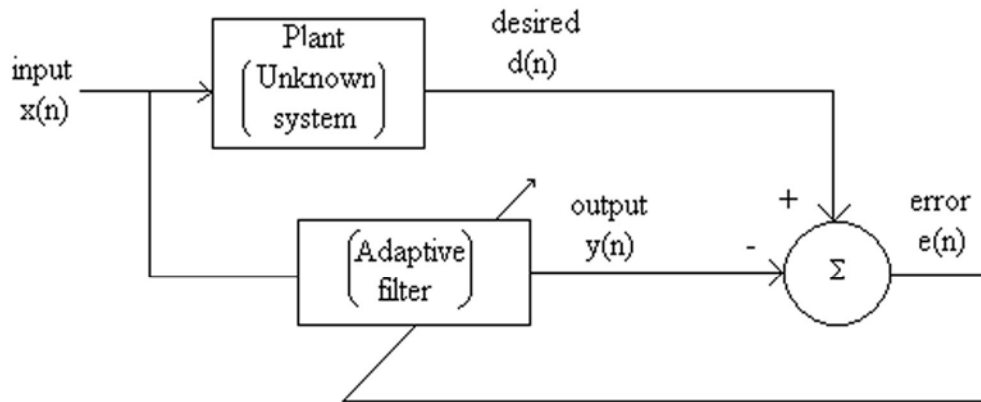 input
x(n)
Plant
(Unknown
system)
desired
d(n)
(Adaptive
filter)
output
y(n)
+
-
Σ
error
e(n)